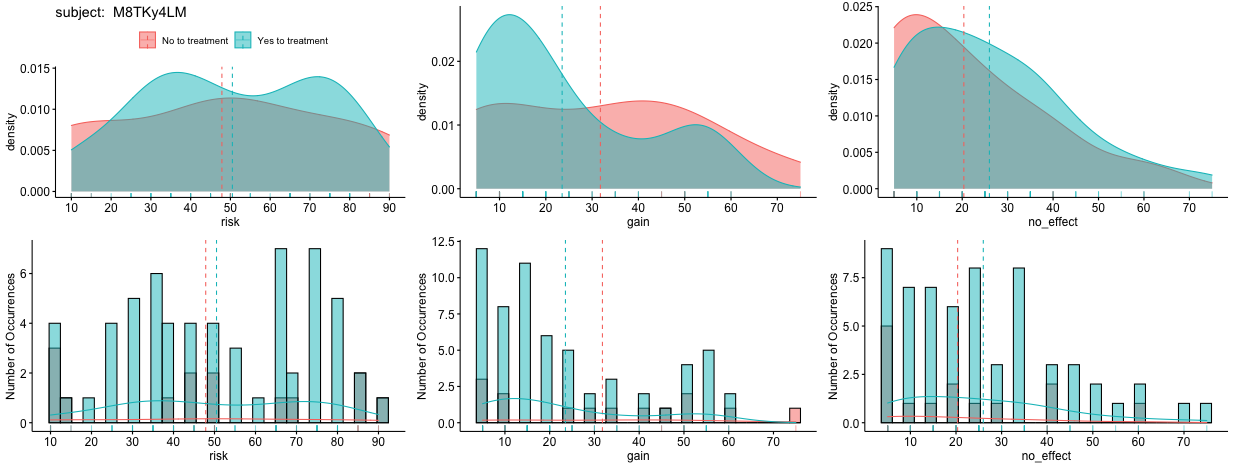 subject: M8TKy4LM
No to treatment Yes to treatment
density
0.015
0.010
0.005
0.000
10 20 30 40 50 60 70 80 90
risk
density
0.02
0.01
0.00
10 20 30 40 50 60 70
gain
density
0.025
0.020
0.015
0.010
0.005
0.000
10 20 30 40 50 60 70
no_effect
Number of Occurrences
6
4
2
0
10 20 30 40 50 60 70 80 90
risk
Number of Occurrences
12.5
10.0
7.5
5.0
2.5
0.0
10 20 30 40 50 60 70
gain
Number of Occurrences
7.5
5.0
2.5
0.0
10 20 30 40 50 60 70
no_effect